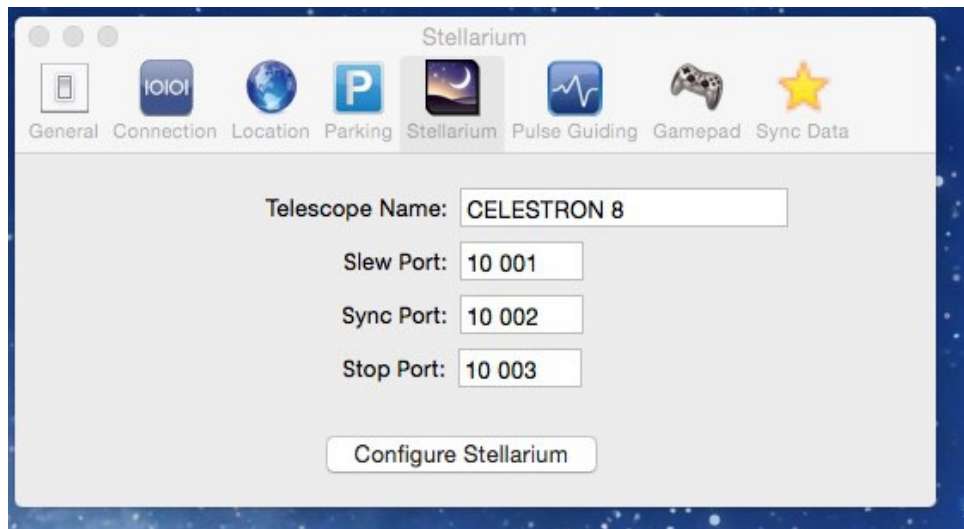 Stellarium
IOIOI
P
General Connection Location Parking Stellarium Pulse Guiding Gamepad Sync Data
Telescope Name: CELESTRON 8
Slew Port: 10 001
Sync Port: 10 002
Stop Port: 10 003
Configure Stellarium